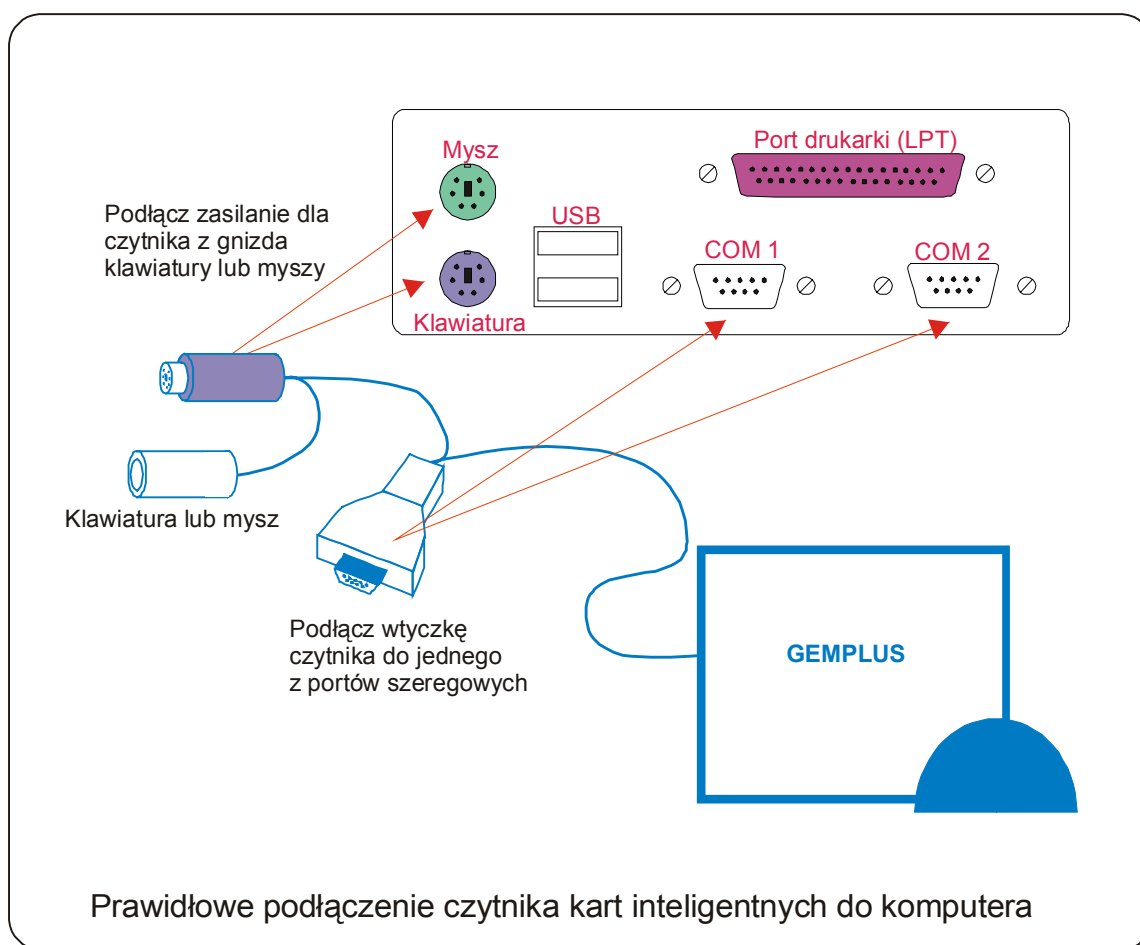 Mysz
Port drukarki (LPT)
Podłącz zasilanie dla
czytnika z gnizda
klawiatury lub myszy
USB
COM 1
COM 2
Klawiatura
Klawiatura lub mysz
Podłącz wtyczkę
czytnika do jednego
z portów szeregowych
GEMPLUS
Prawidłowe podłączenie czytnika kart inteligentnych do komputera